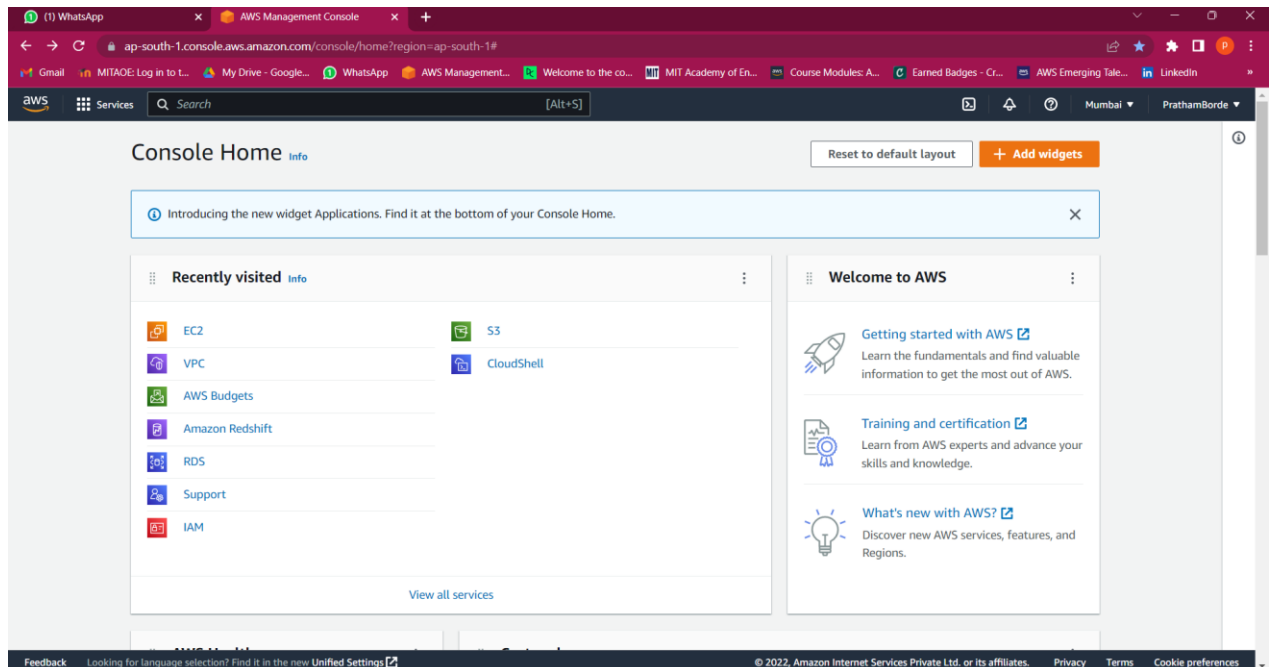 (1) WhatsApp
AWS Management Console
ap-south-1.console.aws.amazon.com/console/home?region=ap-south-1#
P
Gmail
MITAOE: Log in to t...
My Drive - Google...
WhatsApp
AWS Management...
Welcome to the co...
MIT Academy of En...
Course Modules: A...
Earned Badges - Cr...
AWS Emerging Tale...
LinkedIn
aws
Services
Search
[Alt+S]
Mumbai
PrathamBorde
Console Home Info
Reset to default layout
Add widgets
Introducing the new widget Applications. Find it at the bottom of your Console Home.
Recently visited Info
EC2
VPC
AWS Budgets
Amazon Redshift
RDS
Support
IAM
S3
CloudShell
View all services
Welcome to AWS
Getting started with AWS
Learn the fundamentals and find valuable
information to get the most out of AWS.
Training and certification
Learn from AWS experts and advance your
skills and knowledge.
What's new with AWS?
Discover new AWS services, features, and
Regions.
Feedback
Looking for language selection? Find it in the new Unified Settings
© 2022, Amazon Internet Services Private Ltd. or its affiliates.
Privacy
Terms
Cookie preferences